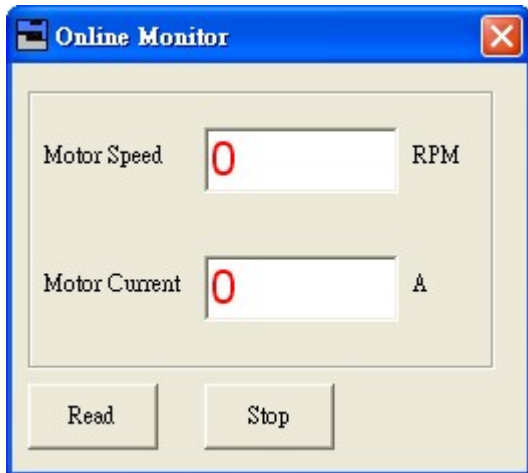 Online Monitor
Motor Speed 0 RPM
Motor Current 0 A
Read Stop